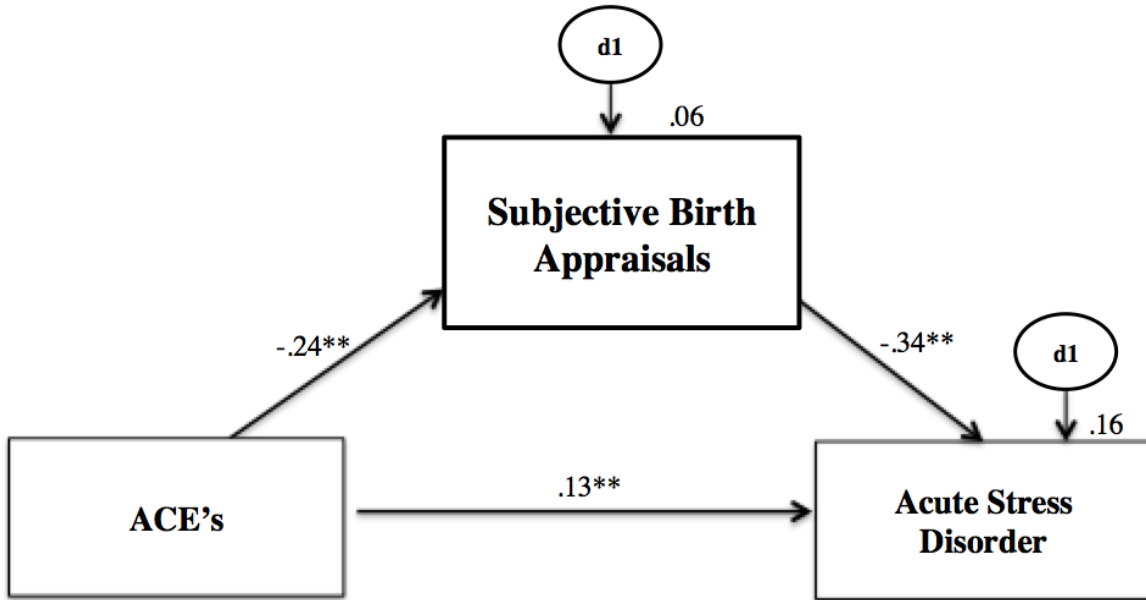 d1
.06
Subjective Birth
Appraisals
-.24**
-.34**
d1
.16
.13**
ACE’s
Acute Stress
Disorder